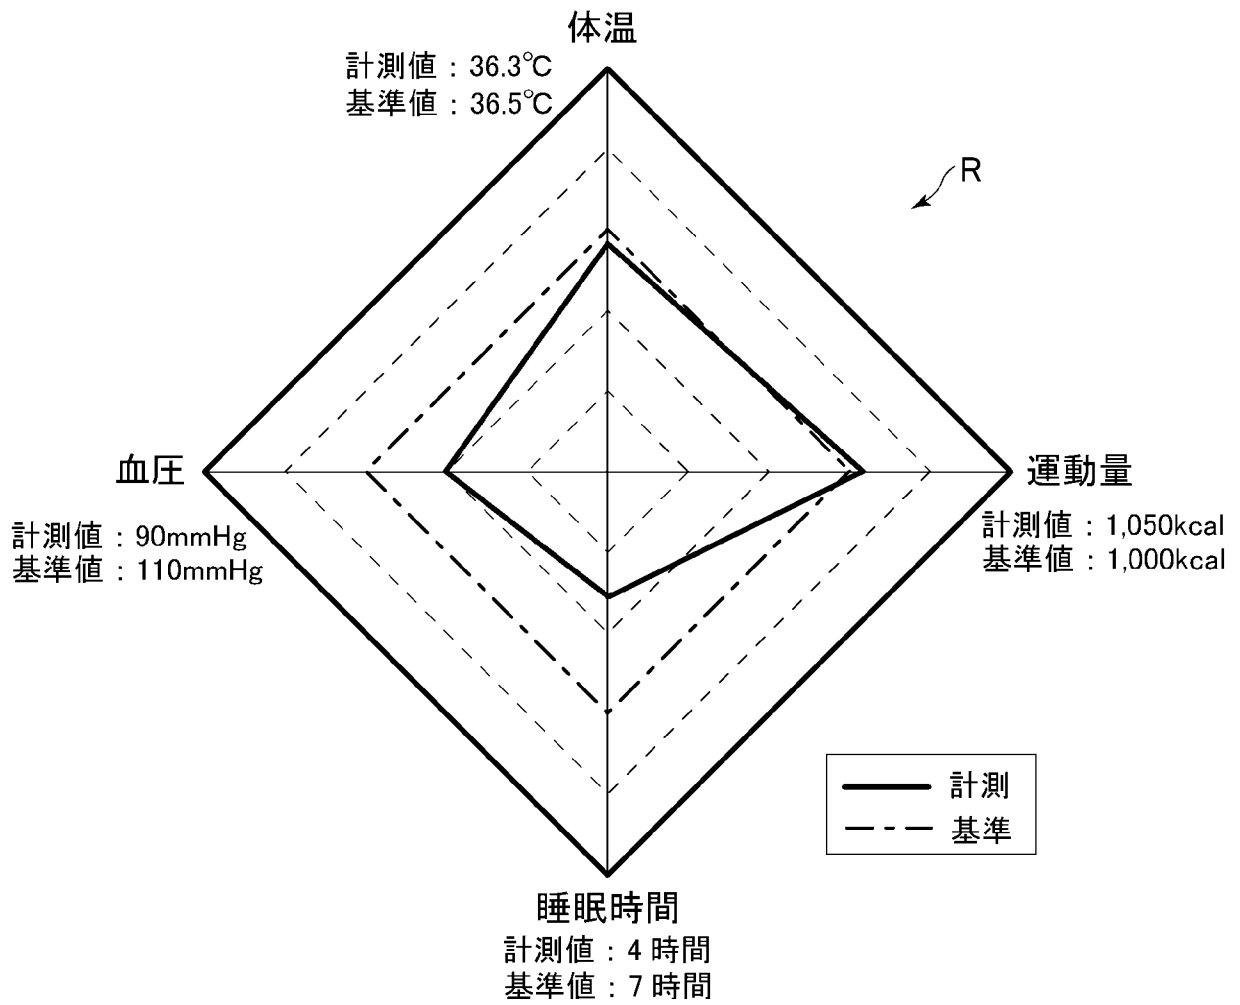 体温
計測値：36.3℃
基準値：36.5℃
R
血圧
計測値：90mmHg
基準値：110mmHg
運動量
計測値：1,050kcal
基準値：1,000kcal
計測
基準
睡眠時間
計測値：4 時間
基準値：7 時間